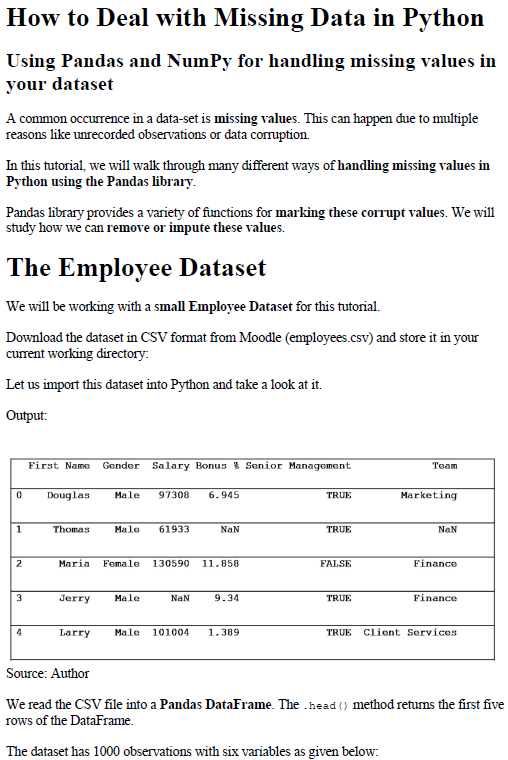 How to Deal with Missing Data in Python
Using Pandas and NumPy for handling missing values in
your dataset
A common occurrence in a data-set is missing values. This can happen due to multiple
reasons like unrecorded observations or data corruption.
In this tutorial, we will walk through many different ways of handling missing values in
Python using the Pandas library.
Pandas library provides a variety of functions for marking these corrupt values. We will
study how we can remove or impute these values.
The Employee Dataset
We will be working with a small Employee Dataset for this tutorial.
Download the dataset in CSV format from Moodle (employees.csv) and store it in your
current working directory:
Let us import this dataset into Python and take a look at it.
Output:
First Name Gender Salary Bonus % Senior Management Team
0 Douglas Male 97308 6.945 TRUE Marketing
1 Thomas Male 61933 NaN TRUE NaN
2 Maria Female 130590 11.858 FALSE Finance
3 Jerry Male NaN 9.34 TRUE Finance
4 Larry Male 101004 1.389 TRUE Client Services
Source: Author
We read the CSV file into a Pandas DataFrame. The .head() method returns the first five
rows of the DataFrame.
The dataset has 1000 observations with six variables as given below: